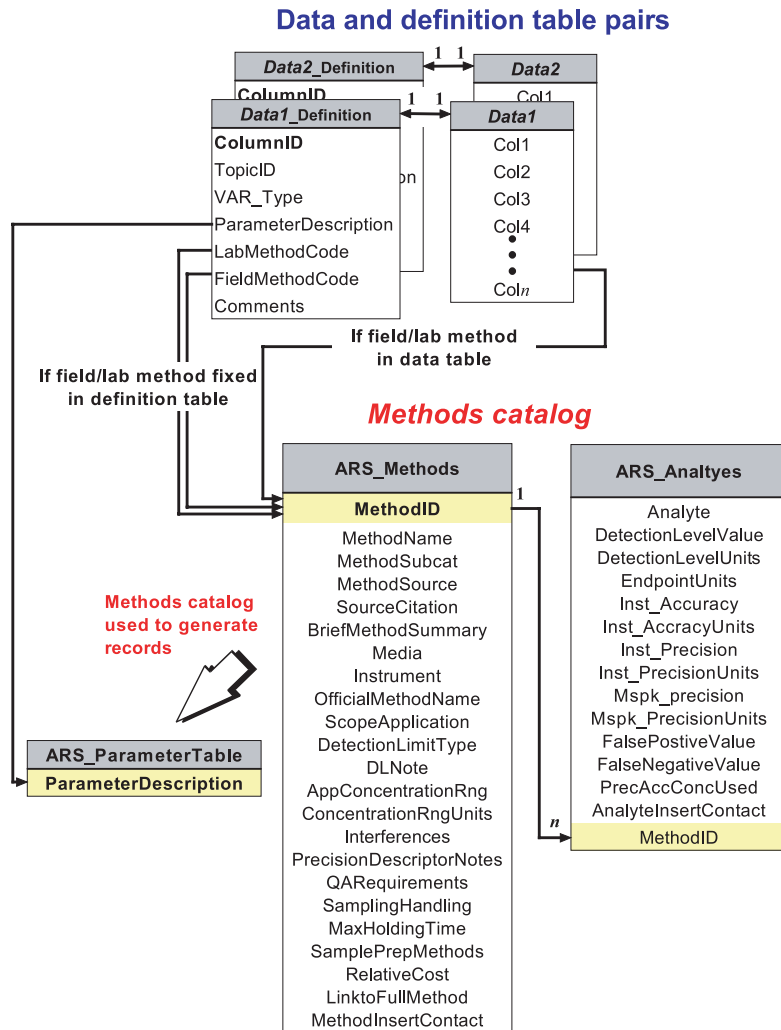 Data and definition table pairs
1 1
Data2_Definition
Data2
ColumnID
Col1
1 1
Data1_Definition
Data1
ColumnID
TopicID
VAR_Type
on
ParameterDescription
LabMethodCode
FieldMethodCode
Comments
Col1
Col2
Col3
Col4
Coln
If field/lab method
in data table
If field/lab method fixed
in definition table
Methods catalog
ARS_Methods
MethodID
MethodName
MethodSubcat
MethodSource
SourceCitation
BriefMethodSummary
Media
Instrument
OfficialMethodName
ScopeApplication
DetectionLimitType
DLNote
AppConcentrationRng
ConcentrationRngUnits
Interferences
PrecisionDescriptorNotes
QARequirements
SamplingHandling
MaxHoldingTime
SamplePrepMethods
RelativeCost
LinktoFullMethod
MethodInsertContact
1
n
ARS_Analtyes
Analyte
DetectionLevelValue
DetectionLevelUnits
EndpointUnits
Inst_Accuracy
Inst_AccracyUnits
Inst_Precision
Inst_PrecisionUnits
Mspk_precision
Mspk_PrecisionUnits
FalsePostiveValue
FalseNegativeValue
PrecAccConcUsed
AnalyteInsertContact
MethodID
Methods catalog
used to generate
records
ARS_ParameterTable
ParameterDescription